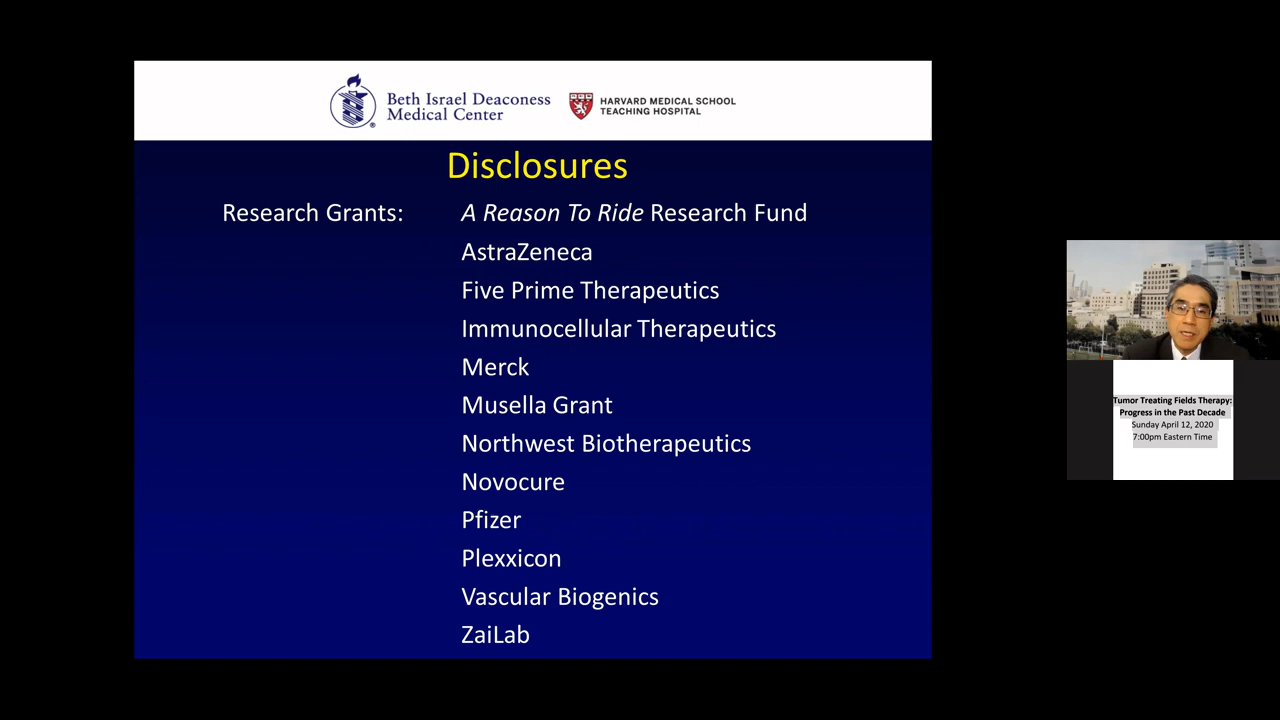 Beth Israel Deaconess
Medical Center
HARVARD MEDICAL SCHOOL
TEACHING HOSPITAL
Disclosures
Research Grants: A Reason To Ride Research Fund
AstraZeneca
Five Prime Therapeutics
Immunocellular Therapeutics
Merck
Musella Grant
Northwest Biotherapeutics
Novocure
Pfizer
Plexxicon
Vascular Biogenics
ZaiLab
Tumor Treating Fields Therapy:
Progress in the Past Decade
Sunday April 12, 2020
7:00pm Eastern Time